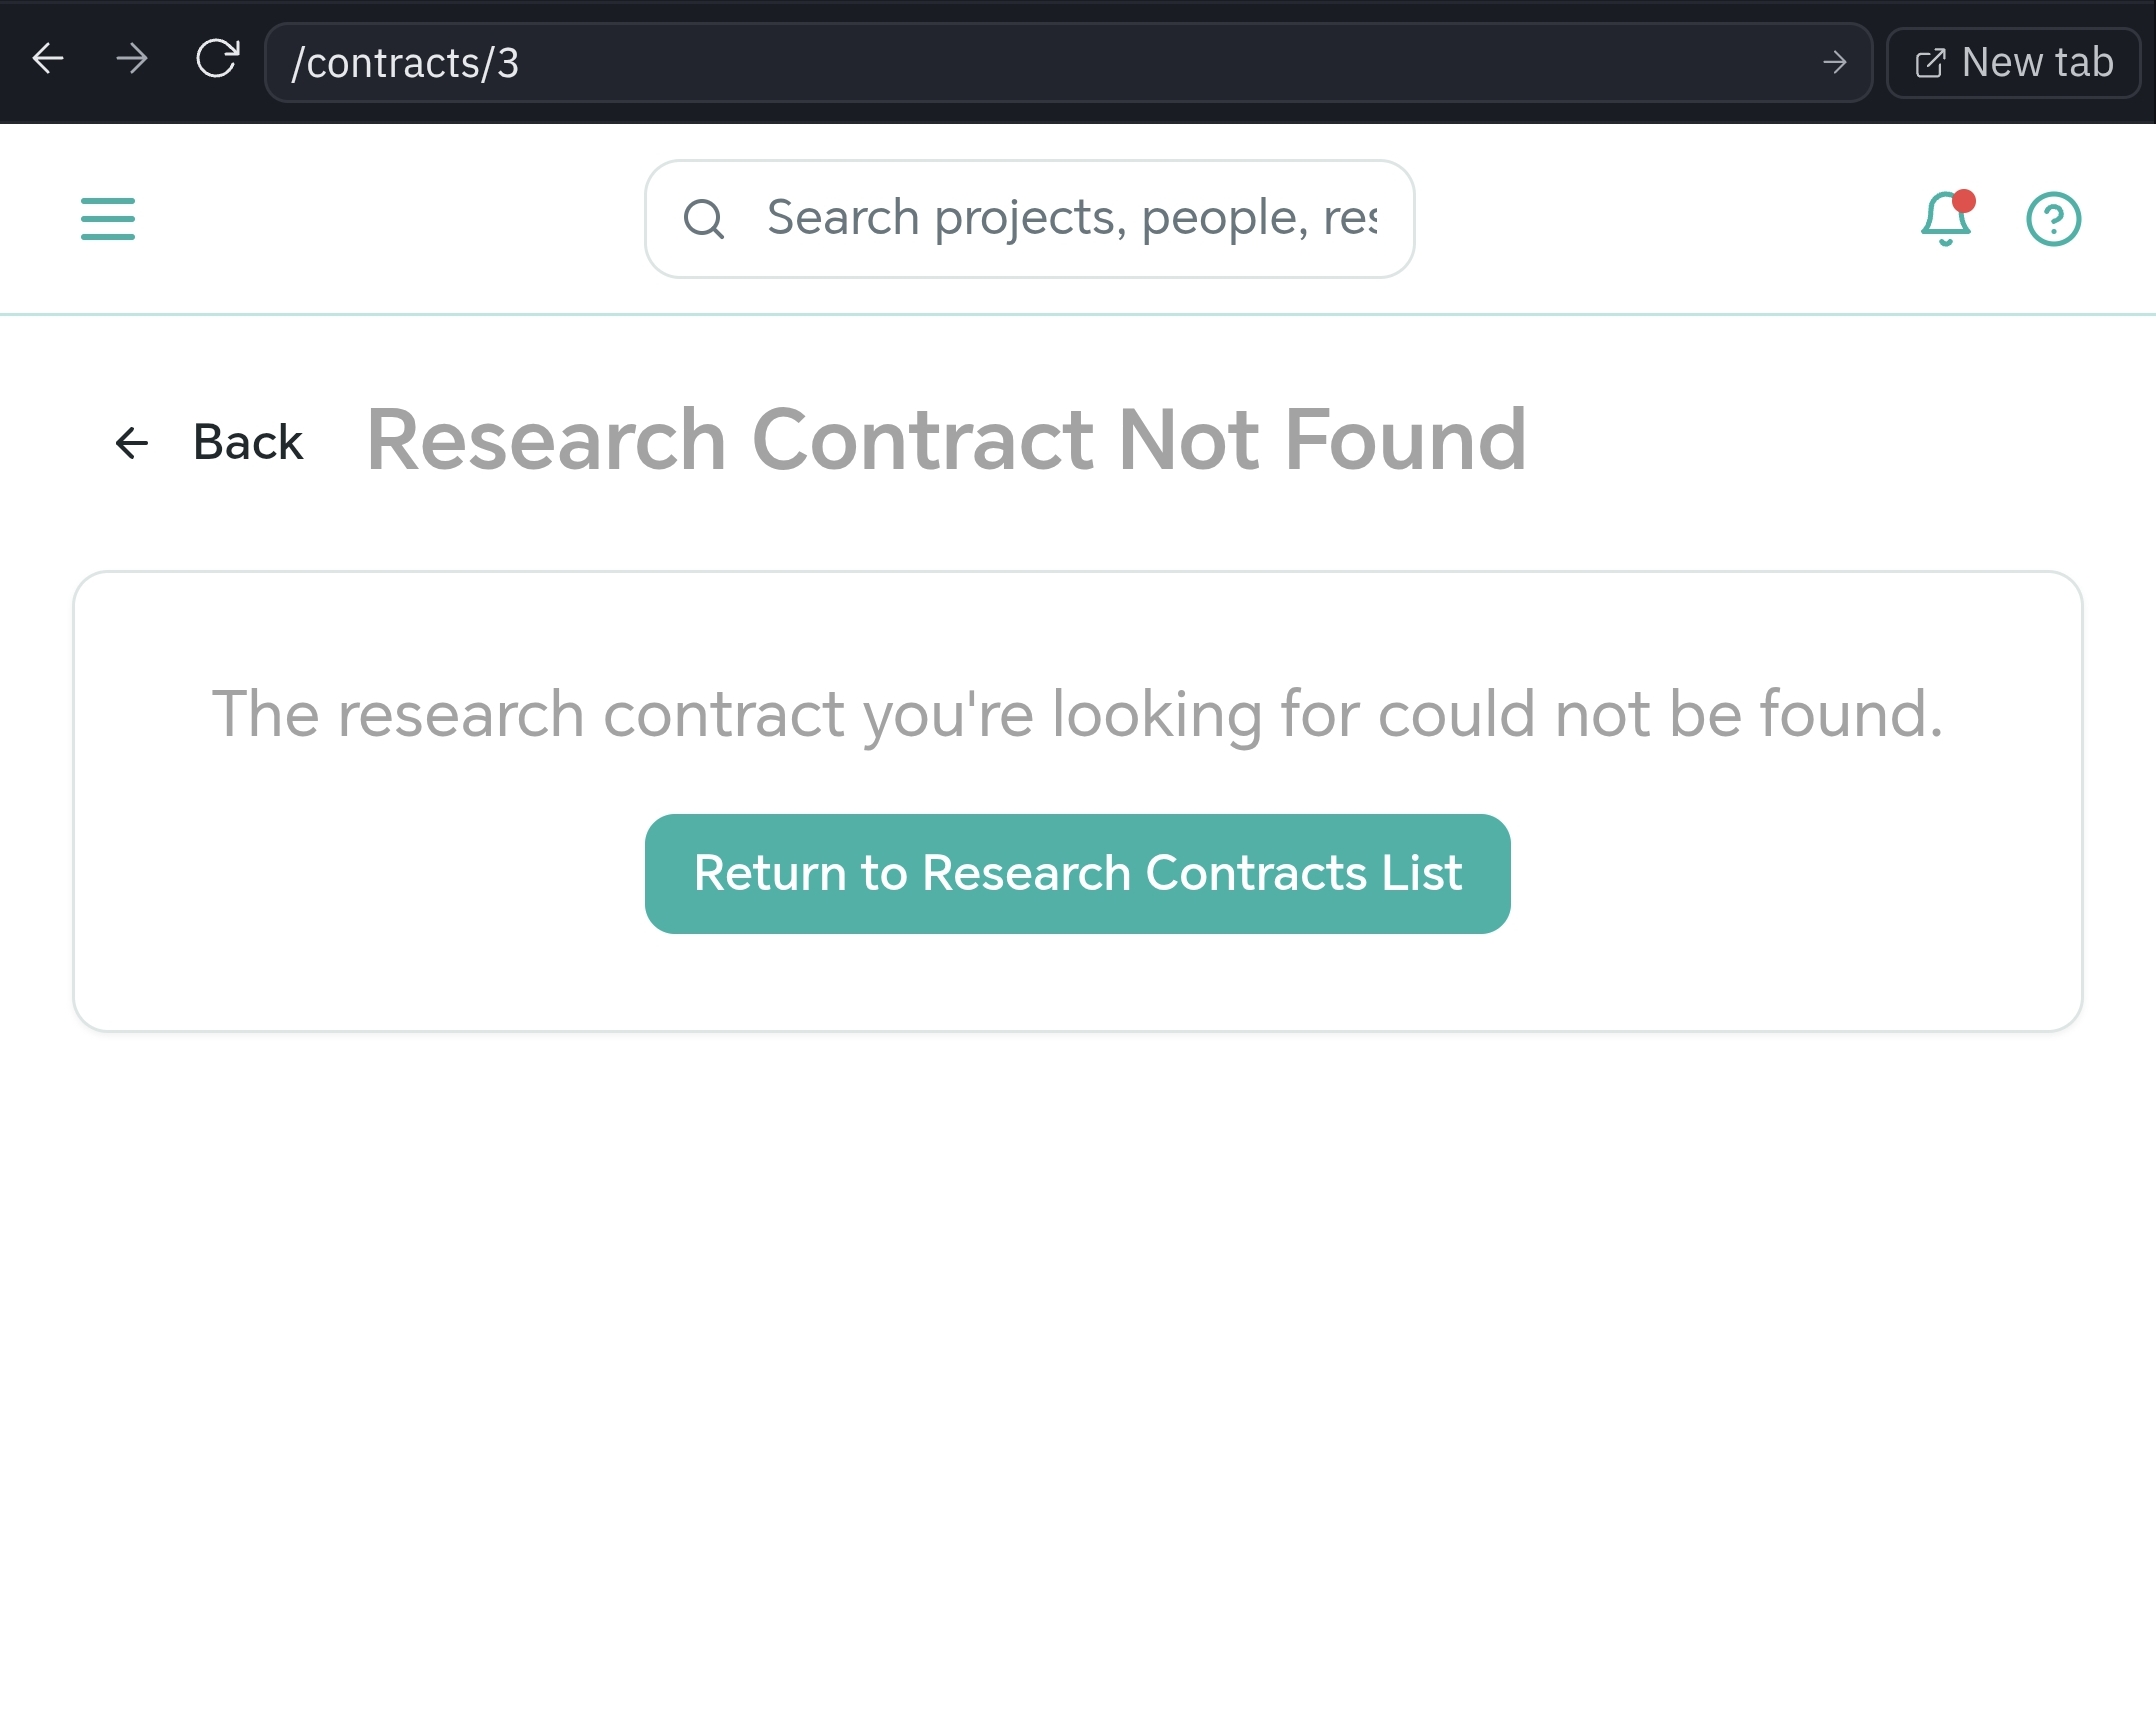 /contracts/3
New tab
Search projects, people, res
Back
Research Contract Not Found
The research contract you're looking for could not be found.
Return to Research Contracts List